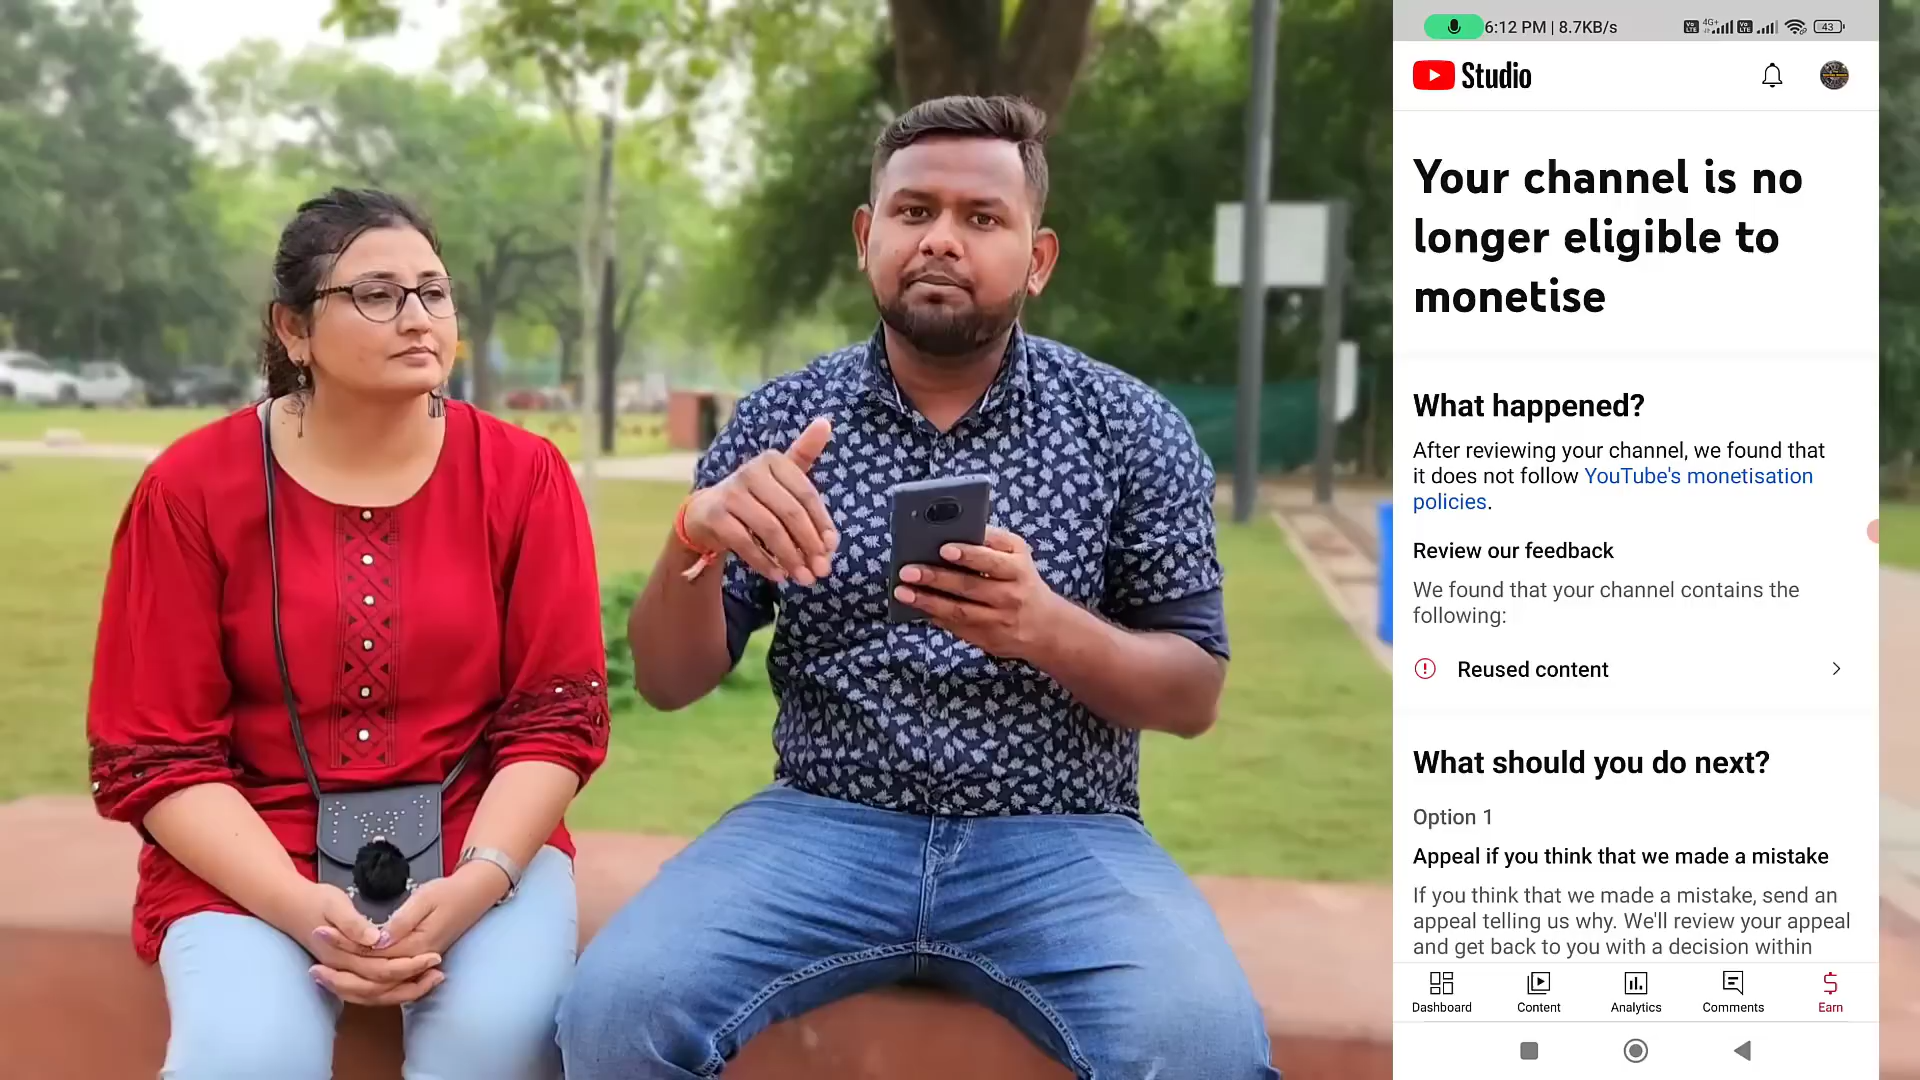 6:12 PM | 8.7KB/s
4G+
43
Studio
Your channel is no
longer eligible to
monetise
What happened?
After reviewing your channel, we found that
it does not follow YouTube's monetisation
policies.
Review our feedback
We found that your channel contains the
following:
Reused content
What should you do next?
Option 1
Appeal if you think that we made a mistake
If you think that we made a mistake, send an
appeal telling us why. We'll review your appeal
and get back to you with a decision within
Dashboard
Content
Analytics
Comments
Earn